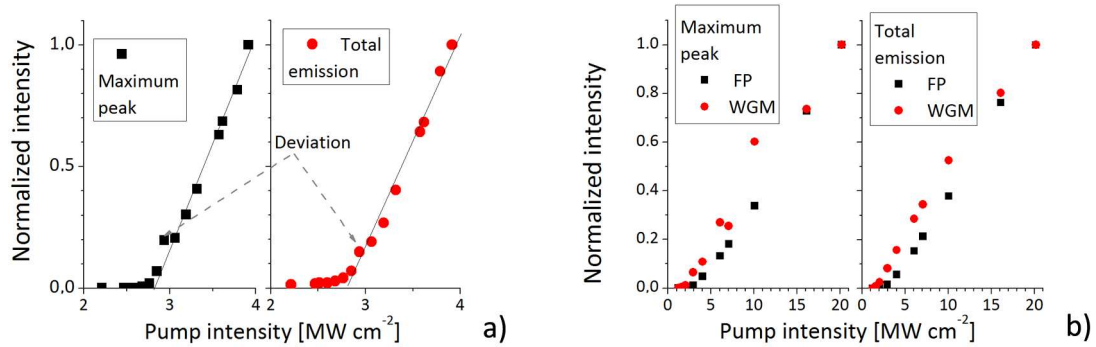 Normalized intensity
1.0
0.5
0,0
Maximum
peak
Total
emission
Deviation
2
3
4
2
3
4
Pump intensity [MW cm-2]
a)
Normalized intensity
1.0
0.8
0.6
0.4
0.2
0.0
Maximum
peak
FP
WGM
Total
emission
FP
WGM
0
5
10
15
20
0
5
10
15
20
Pump intensity [MW cm-2]
b)